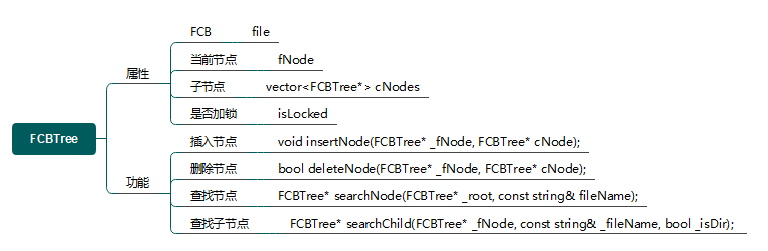 FCBTree
属性
FCB file
当前节点 fNode
子节点 vector<FCBTree*> cNodes
是否加锁 isLocked
功能
插入节点 void insertNode(FCBTree* _fNode, FCBTree* cNode);
删除节点 bool deleteNode(FCBTree* _fNode, FCBTree* cNode);
查找节点 FCBTree* searchNode(FCBTree* _root, const string& fileName);
查找子节点 FCBTree* searchChild(FCBTree* _fNode, const string& _fileName, bool _isDir);